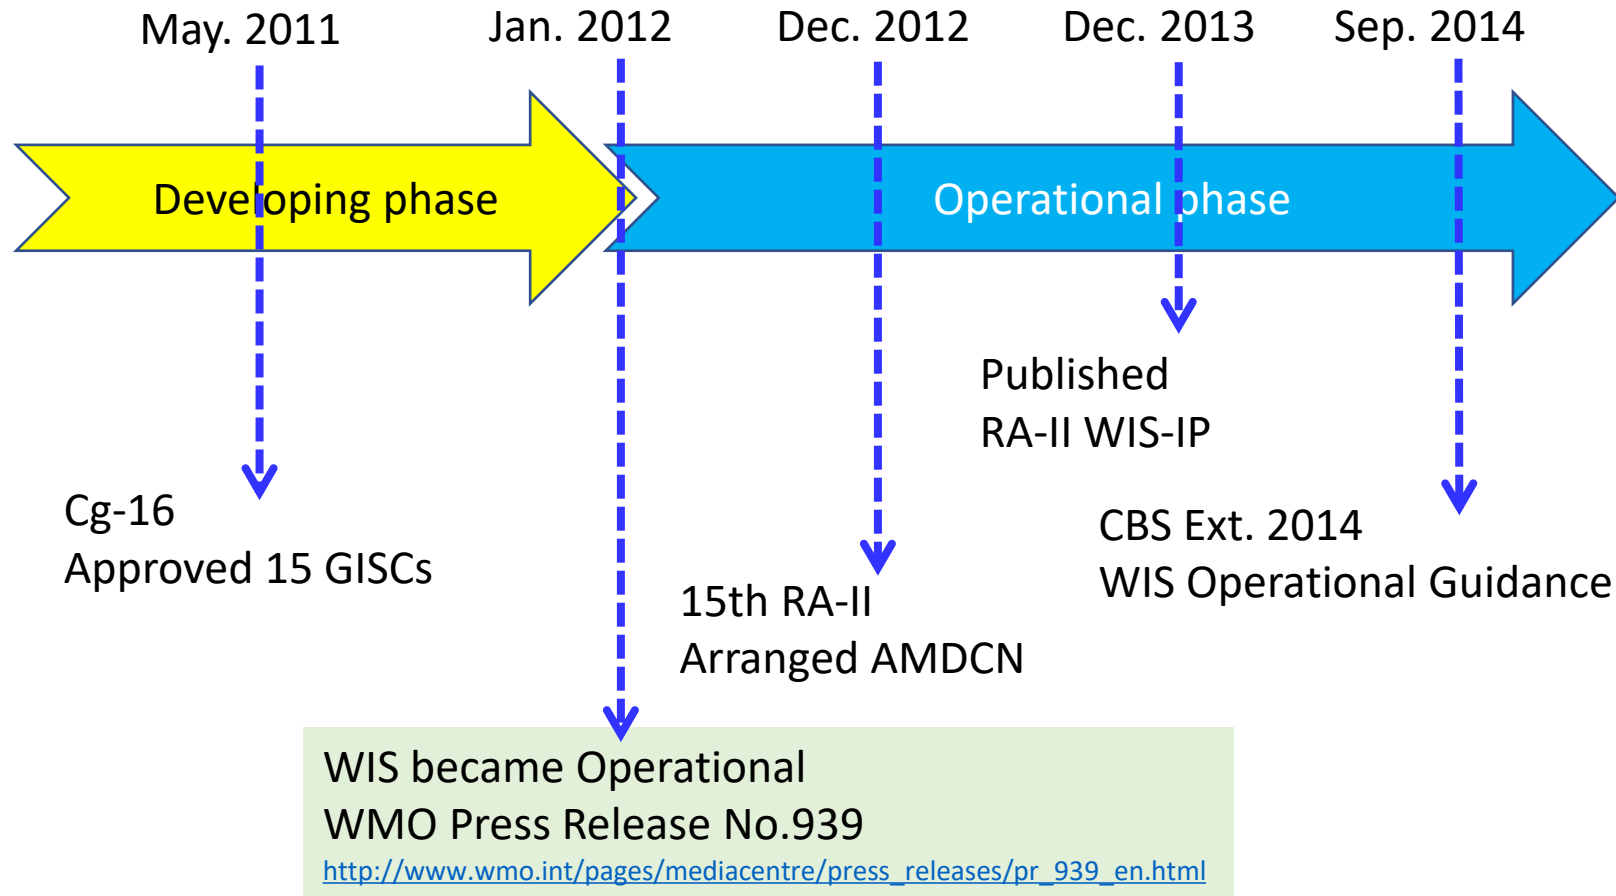 May. 2011
Jan. 2012
Dec. 2012
Dec. 2013
Sep. 2014
Developing phase
Operational phase
Published
RA-II WIS-IP
Cg-16
Approved 15 GISCs
CBS Ext. 2014
WIS Operational Guidance
15th RA-II
Arranged AMDCN
WIS became Operational
WMO Press Release No.939
http://www.wmo.int/pages/mediacentre/press_releases/pr_939_en.html